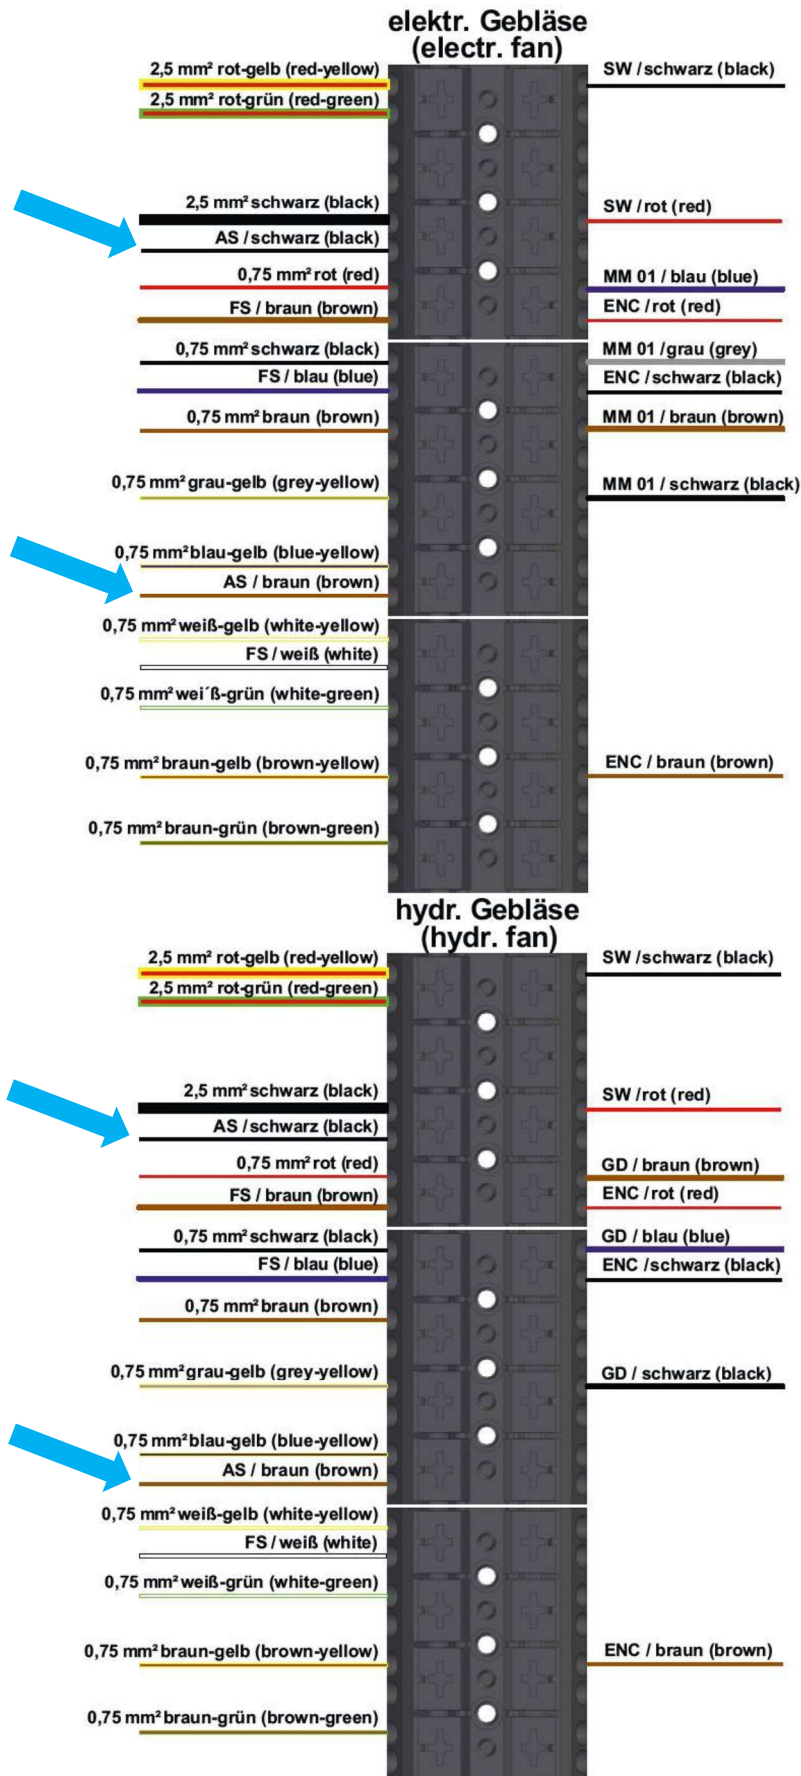 elektr. Gebläse
(electr. fan)
2,5 mm² rot-gelb (red-yellow)
SW / schwarz (black)
2,5 mm² rot-grün (red-green)
2,5 mm² schwarz (black)
SW / rot (red)
AS / schwarz (black)
0,75 mm² rot (red)
MM 01 / blau (blue)
FS / braun (brown)
ENC / rot (red)
0,75 mm² schwarz (black)
MM 01 /grau (grey)
FS / blau (blue)
ENC / schwarz (black)
0,75 mm² braun (brown)
MM 01 / braun (brown)
0,75 mm² grau-gelb (grey-yellow)
MM 01 / schwarz (black)
0,75 mm² blau-gelb (blue-yellow)
AS / braun (brown)
0,75 mm² weiß-gelb (white-yellow)
FS / weiß (white)
0,75 mm² wei´ß-grün (white-green)
0,75 mm² braun-gelb (brown-yellow)
ENC / braun (brown)
0,75 mm² braun-grün (brown-green)
hydr. Gebläse
(hydr. fan)
2,5 mm² rot-gelb (red-yellow)
SW /schwarz (black)
2,5 mm² rot-grün (red-green)
2,5 mm² schwarz (black)
SW /rot (red)
AS / schwarz (black)
0,75 mm² rot (red)
GD / braun (brown)
FS / braun (brown)
ENC / rot (red)
0,75 mm² schwarz (black)
GD / blau (blue)
FS / blau (blue)
ENC /schwarz (black)
0,75 mm² braun (brown)
0,75 mm² grau-gelb (grey-yellow)
GD / schwarz (black)
0,75 mm² blau-gelb (blue-yellow)
AS / braun (brown)
0,75 mm² weiß-gelb (white-yellow)
FS / weiß (white)
0,75 mm² weiß-grün (white-green)
0,75 mm² braun-gelb (brown-yellow)
ENC / braun (brown)
0,75 mm² braun-grün (brown-green)